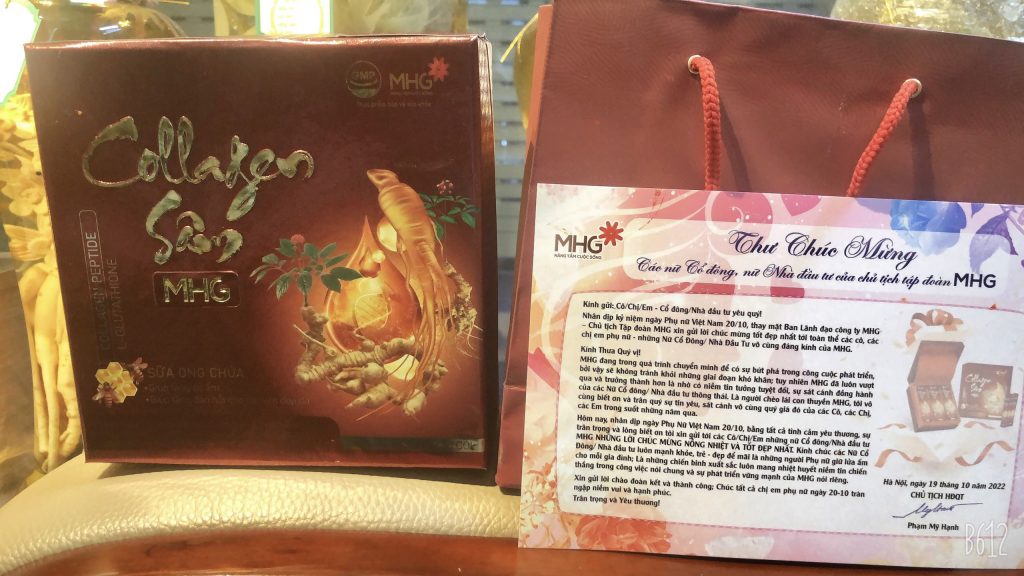 GMP
MHG
Collagen
Sâm
MHG
COLLAGEN PEPTIDE
L-GLUTATHIONE
SỮA ONG CHÚA
MHG
NÂNG TẦM CUỘC SỐNG
Thư Chúc Mừng
Các nữ Cổ đông, nữ Nhà đầu tư của chủ tịch tập đoàn MHG
Kính gửi: Cô/Chị/Em - Cổ đông/Nhà đầu tư yêu quý!
Nhân dịp kỷ niệm ngày Phụ nữ Việt Nam 20/10, thay mặt Ban Lãnh đạo công ty MHG
– Chủ tịch Tập đoàn MHG xin gửi lời chúc mừng tốt đẹp nhất tới toàn thể các cô, các
chị em phụ nữ - những Nữ Cổ Đông/ Nhà Đầu Tư vô cùng đáng kính của MHG.
Kính Thưa Quý vị!
MHG đang trong quá trình chuyển mình để có sự bứt phá trong công cuộc phát triển,
bởi vậy sẽ không tránh khỏi những giai đoạn khó khăn; tuy nhiên MHG đã luôn vượt
qua và trưởng thành hơn là nhờ có niềm tin tưởng tuyệt đối, sự sát cánh đồng hành
của các Nữ Cổ đông/ Nhà đầu tư thông thái. Là người chèo lái con thuyền MHG, tôi vô
cùng biết ơn và trân quý sự tin yêu, sát cánh vô cùng quý giá đó của các Cô, các Chị,
các Em trong suốt những năm qua.
Hôm nay, nhân dịp ngày Phụ Nữ Việt Nam 20/10, bằng tất cả tình cảm yêu thương, sự
trân trọng và lòng biết ơn tôi xin gửi tới các Cô/Chị/Em những nữ Cổ đông/Nhà đầu tư
MHG NHỮNG LỜI CHÚC MỪNG NỒNG NHIỆT VÀ TỐT ĐẸP NHẤT. Kính chúc các Nữ Cổ
Đông/ Nhà đầu tư luôn mạnh khỏe, trẻ - đẹp để mãi là những người Phụ nữ giữ lửa ấm
cho mỗi gia đình; Là những chiến binh xuất sắc luôn mang nhiệt huyết niềm tin chiến
thắng trong công việc nói chung và sự phát triển vững mạnh của MHG nói riêng.
Xin gửi lời chào đoàn kết và thành công; Chúc tất cả chị em phụ nữ ngày 20-10 tràn
ngập niềm vui và hạnh phúc.
Trân trọng và Yêu thương!
Collagen
Sâm
Hà Nội, ngày 19 tháng 10 năm 2022
CHỦ TỊCH HĐQT
Phạm Mỹ Hạnh
B612